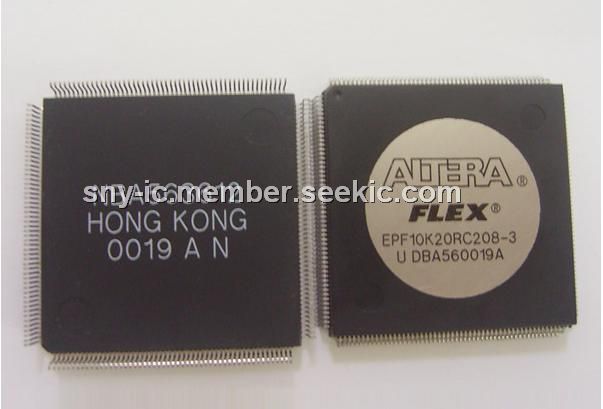 HONG KONG
0019 A N
ALTERA®
FLEX®
EPF10K20RC208-3
U DBA560019A
sny-ic.member.seekic.com